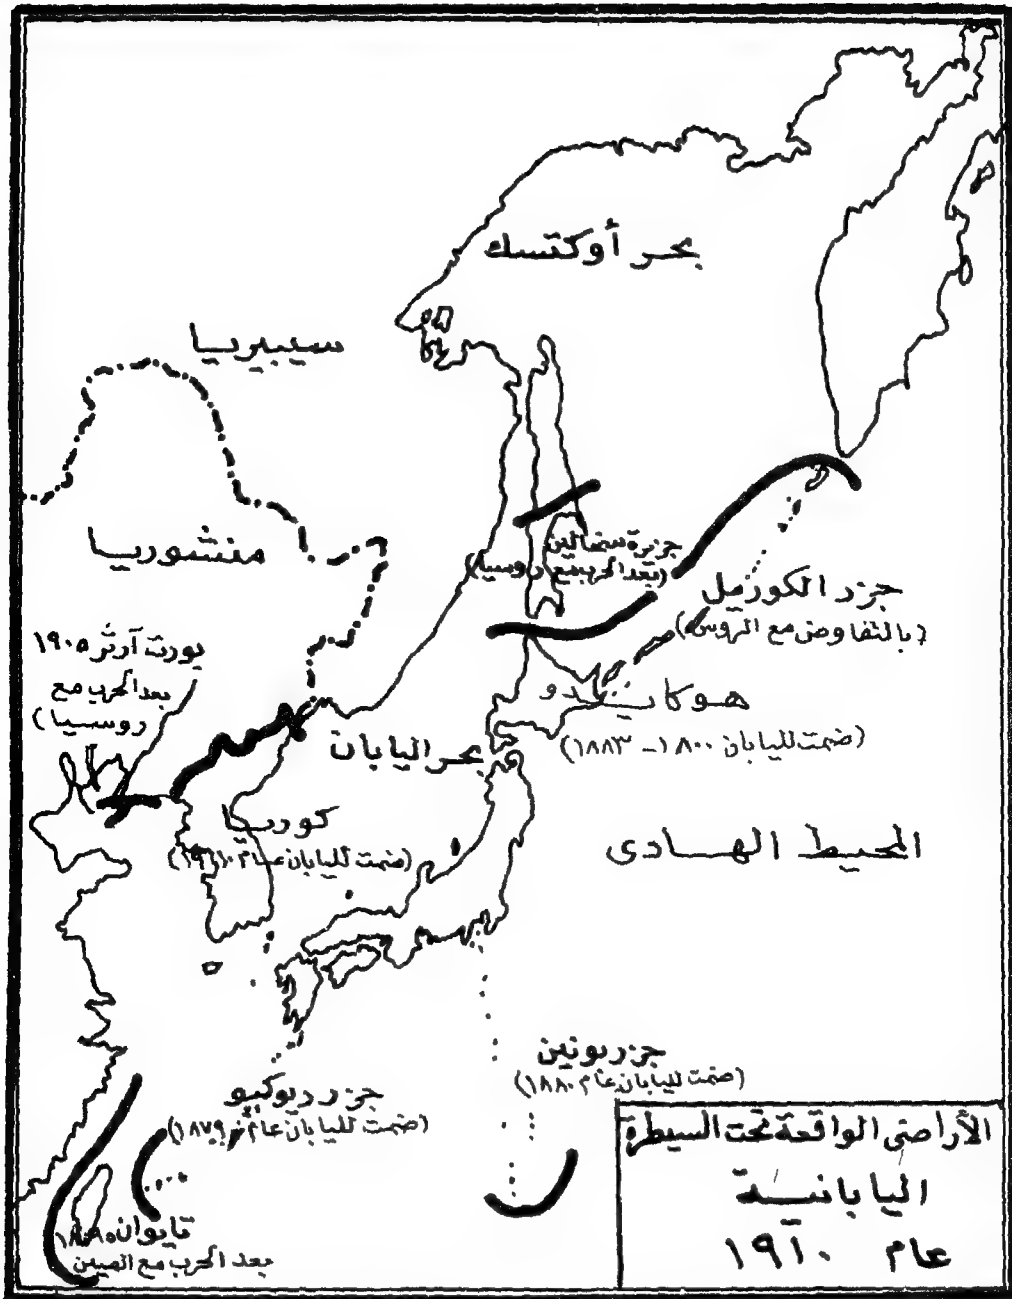 بحر أوكتسك
سيبيريا
منشوريا
جزيرة سخالين
(بعد الحرب مع روسيا)
جزر الكوريل
(بالتفاوض مع الروس)
بورت آرثر ١٩٠٥
بعد الحرب مع
روسيا)
هوكايدو
(ضمت لليابان ١٨٠٠ - ١٨٨٣)
بحر اليابان
كوريا
(ضمت لليابان عام ١٩١٠)
المحيط الهادى
جزر بونين
(ضمت لليابان عام ١٨٨٠)
جزر ريوكيو
(ضمت لليابان عام ١٨٧٩)
تايوان ١٨٩٥
بعد الحرب مع الصين
الأراضى الواقعة تحت السيطرة
اليابانية
عام ١٩١٠